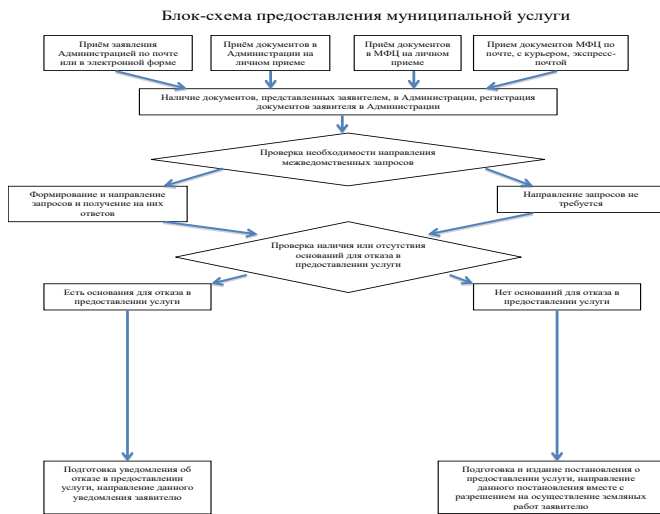 Блок-схема предоставления муниципальной услуги
Приём заявления
Администрацией по почте
или в электронной форме
Приём документов в
Администрации на
личном приеме
Приём документов
в МФЦ на личном
приеме
Прием документов МФЦ по
почте, с курьером, экспресс-
почтой
Наличие документов, представленных заявителем, в Администрации, регистрация
документов заявителя в Администрации
Проверка необходимости направления
межведомственных запросов
Формирование и направление
запросов и получение на них
ответов
Направление запросов не
требуется
Проверка наличия или отсутствия
оснований для отказа в
предоставлении услуги
Есть основания для отказа в
предоставлении услуги
Нет оснований для отказа в
предоставлении услуги
Подготовка уведомления об
отказе в предоставлении
услуги, направление данного
уведомления заявителю
Подготовка и издание постановления о
предоставлении услуги, направление
данного постановления вместе с
разрешением на осуществление земляных
работ заявителю